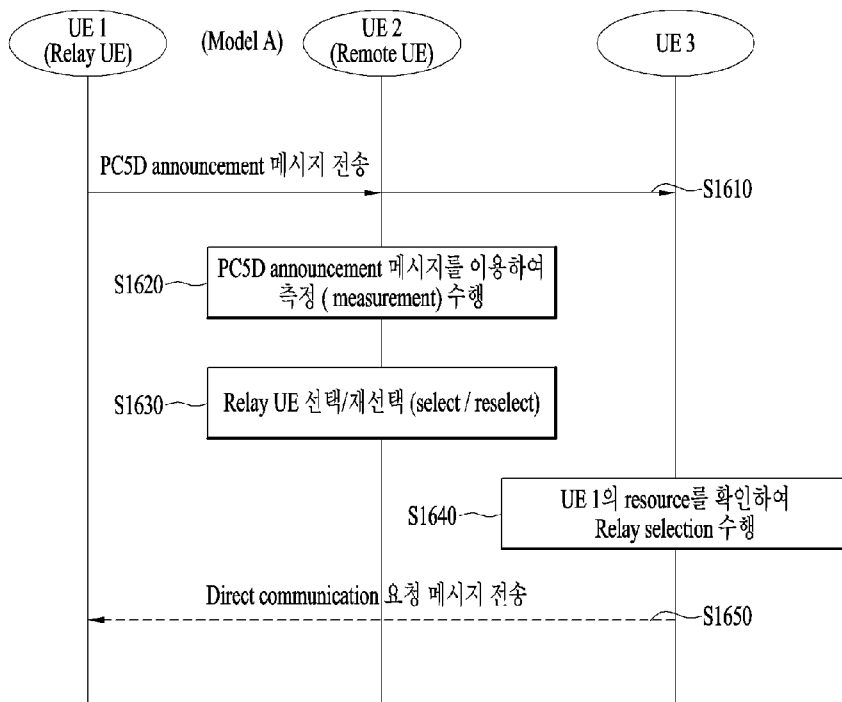 UE 1
(Relay UE)
(Model A)
UE 2
(Remote UE)
UE 3
PC5D announcement 메시지 전송
S1610
S1620
PC5D announcement 메시지를 이용하여
측정 ( measurement) 수행
S1630
Relay UE 선택/재선택 (select / reselect)
S1640
UE 1의 resource를 확인하여
Relay selection 수행
Direct communication 요청 메시지 전송
S1650